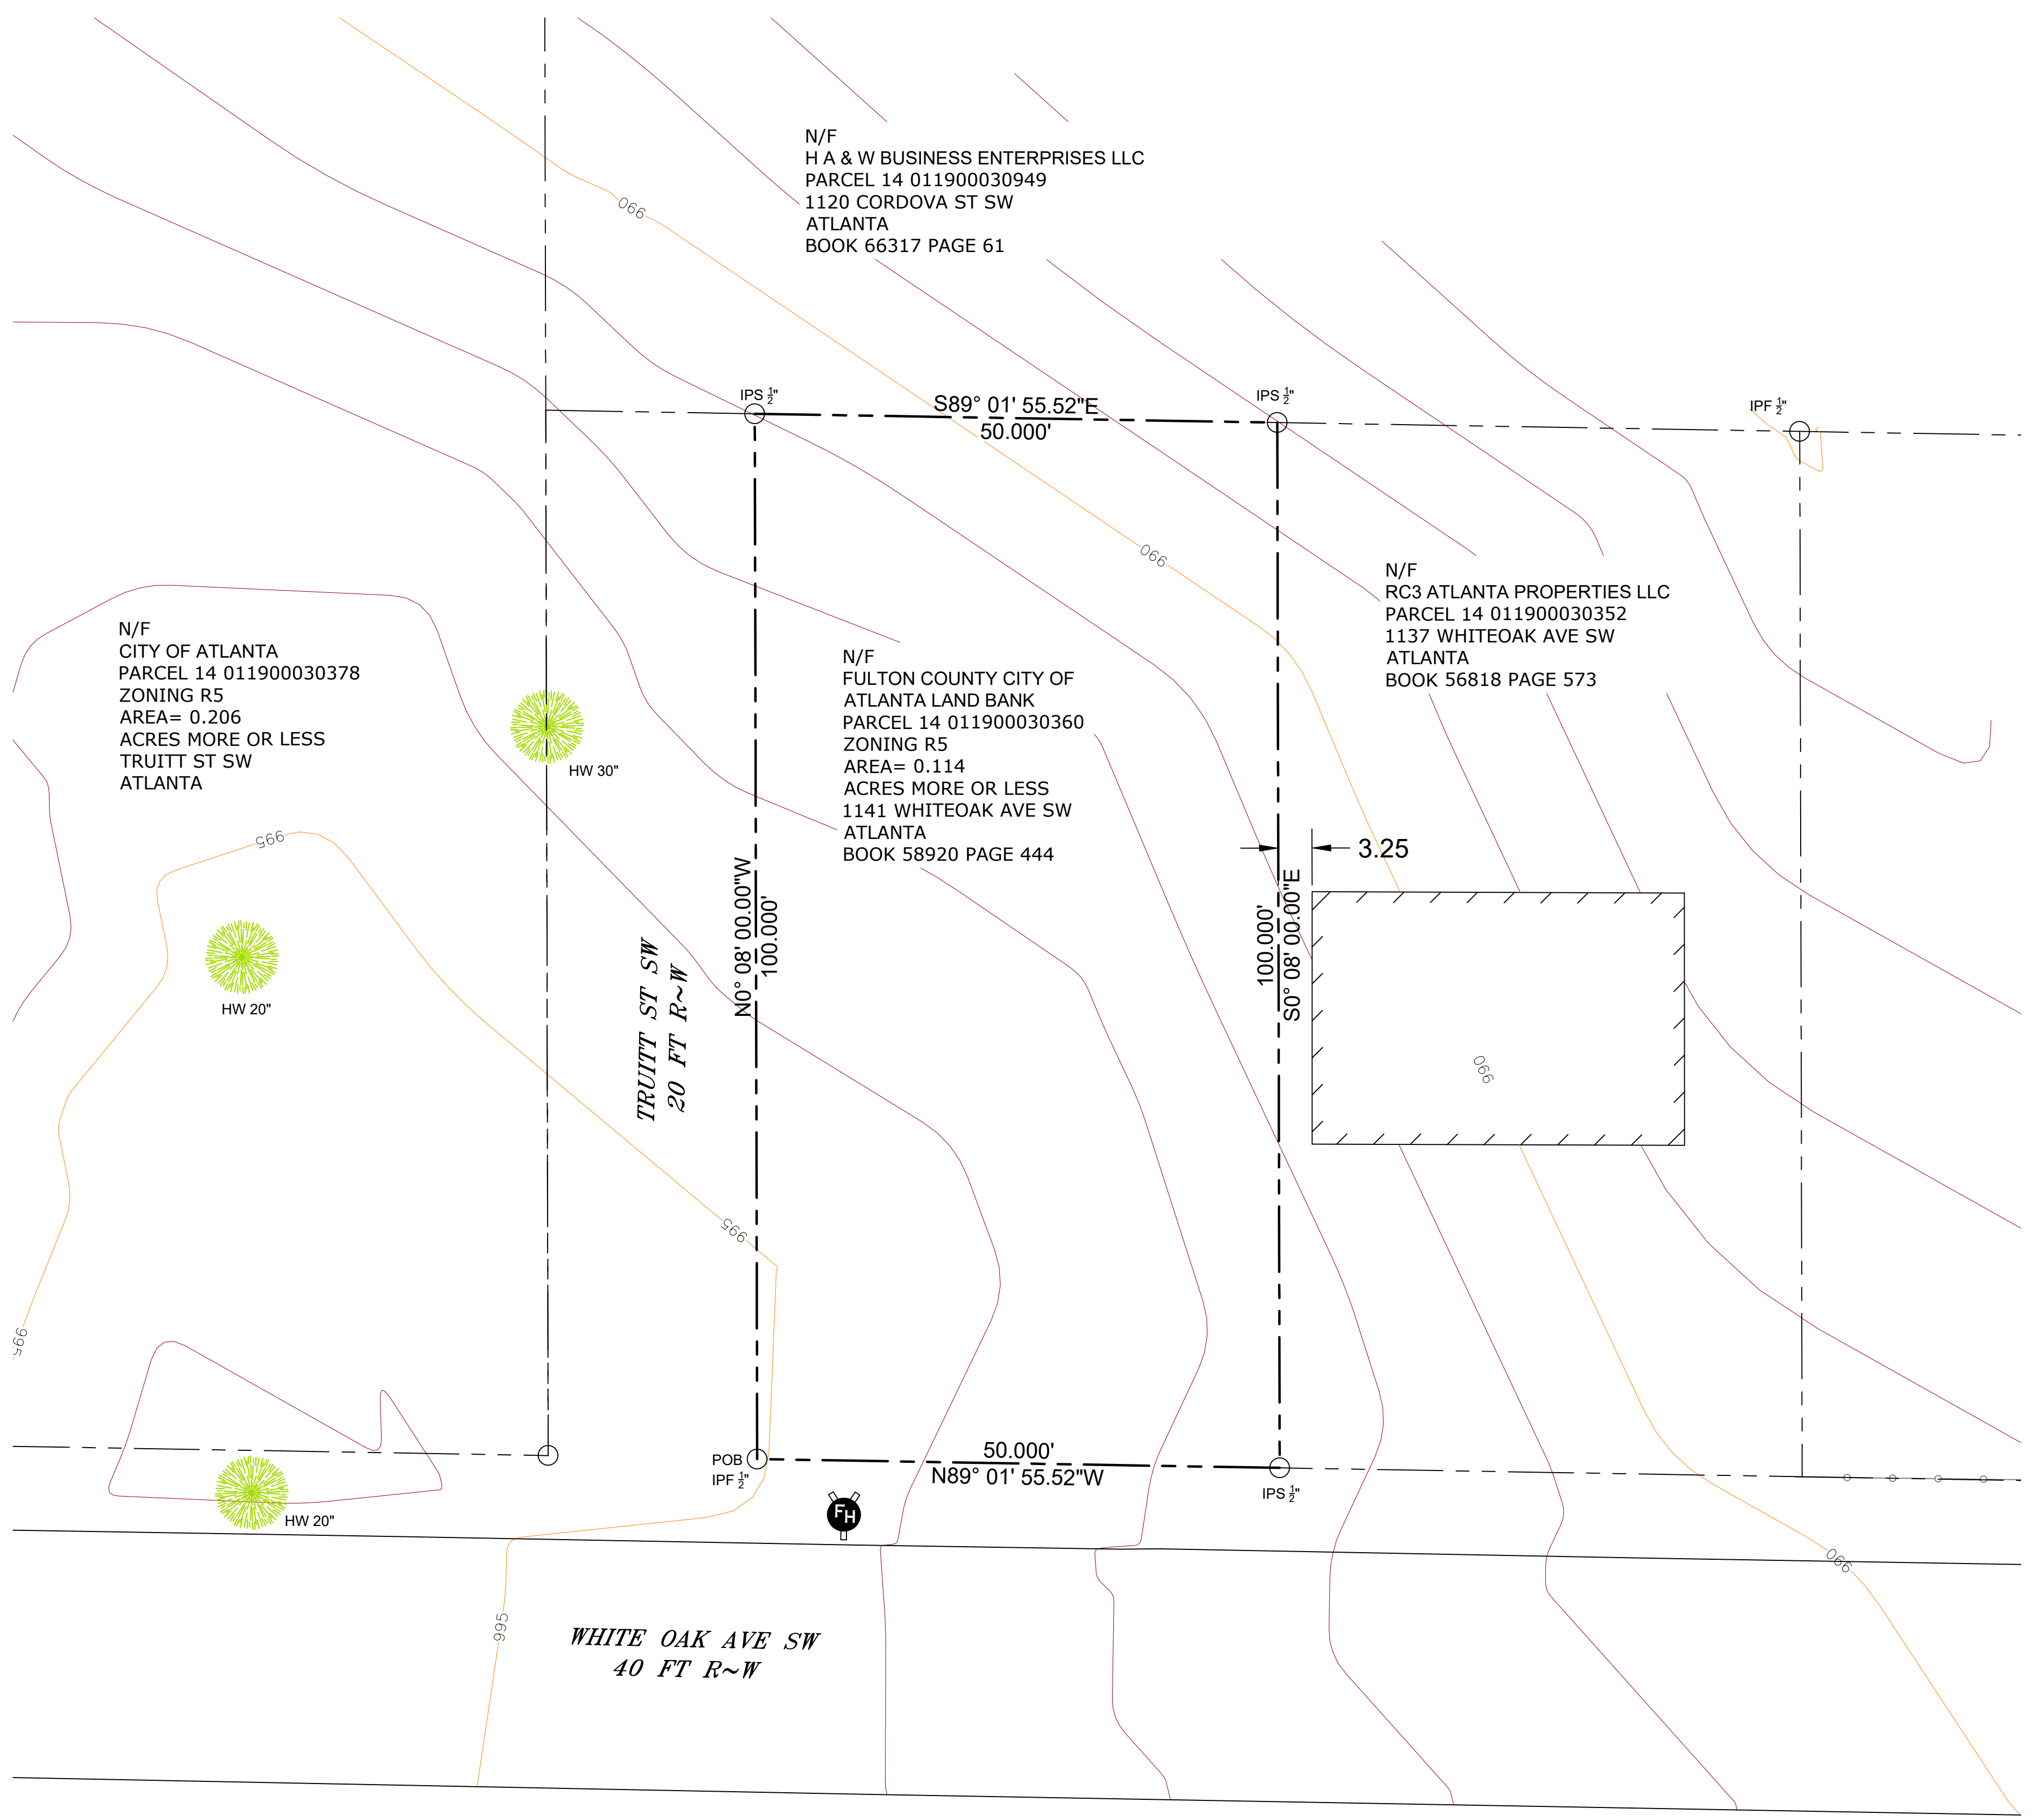 N/F
H A & W BUSINESS ENTERPRISES LLC
PARCEL 14 011900030949
1120 CORDOVA ST SW
ATLANTA
BOOK 66317 PAGE 61
990
IPS 1/2"
S89° 01' 55.52"E
50.000'
IPS 1/2"
IPF 1/2"
990
N/F
RC3 ATLANTA PROPERTIES LLC
PARCEL 14 011900030352
1137 WHITEOAK AVE SW
ATLANTA
BOOK 56818 PAGE 573
N/F
CITY OF ATLANTA
PARCEL 14 011900030378
ZONING R5
AREA= 0.206
ACRES MORE OR LESS
TRUITT ST SW
ATLANTA
HW 30"
N/F
FULTON COUNTY CITY OF
ATLANTA LAND BANK
PARCEL 14 011900030360
ZONING R5
AREA= 0.114
ACRES MORE OR LESS
1141 WHITEOAK AVE SW
ATLANTA
BOOK 58920 PAGE 444
995
3.25
N0° 08' 00.00"W
100.000'
100.000'
S0° 08' 00.00"E
HW 20"
TRUITT ST SW
20 FT R~W
990
995
995
POB
IPF 1/2"
50.000'
N89° 01' 55.52"W
IPS 1/2"
FH
HW 20"
990
995
WHITE OAK AVE SW
40 FT R~W